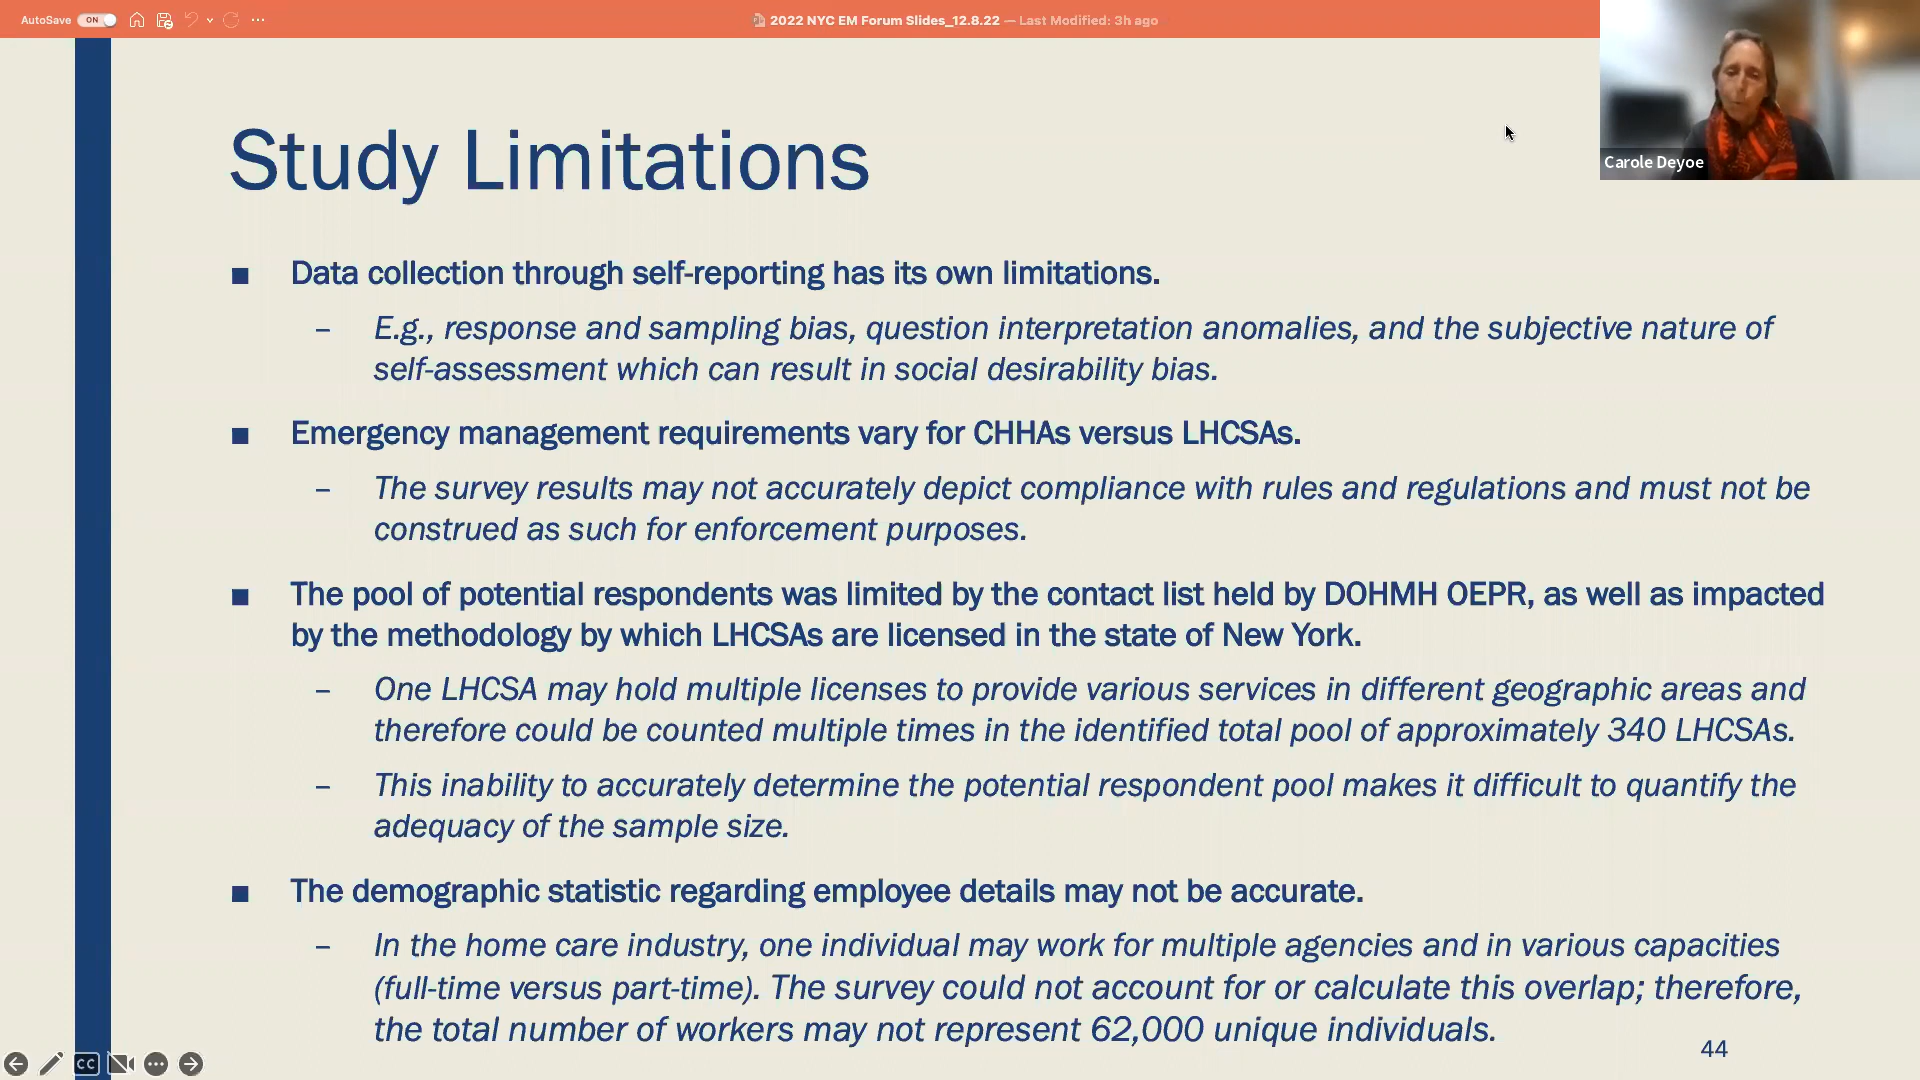 AutoSave ON 2022 NYC EM Forum Slides_12.8.22 — Last Modified: 3h ago
Carole Deyoe
Study Limitations
■ Data collection through self-reporting has its own limitations.
– E.g., response and sampling bias, question interpretation anomalies, and the subjective nature of
self-assessment which can result in social desirability bias.
■ Emergency management requirements vary for CHHAs versus LHCSAs.
– The survey results may not accurately depict compliance with rules and regulations and must not be
construed as such for enforcement purposes.
■ The pool of potential respondents was limited by the contact list held by DOHMH OEPR, as well as impacted
by the methodology by which LHCSAs are licensed in the state of New York.
– One LHCSA may hold multiple licenses to provide various services in different geographic areas and
therefore could be counted multiple times in the identified total pool of approximately 340 LHCSAs.
– This inability to accurately determine the potential respondent pool makes it difficult to quantify the
adequacy of the sample size.
■ The demographic statistic regarding employee details may not be accurate.
– In the home care industry, one individual may work for multiple agencies and in various capacities
(full-time versus part-time). The survey could not account for or calculate this overlap; therefore,
the total number of workers may not represent 62,000 unique individuals.
44
CC